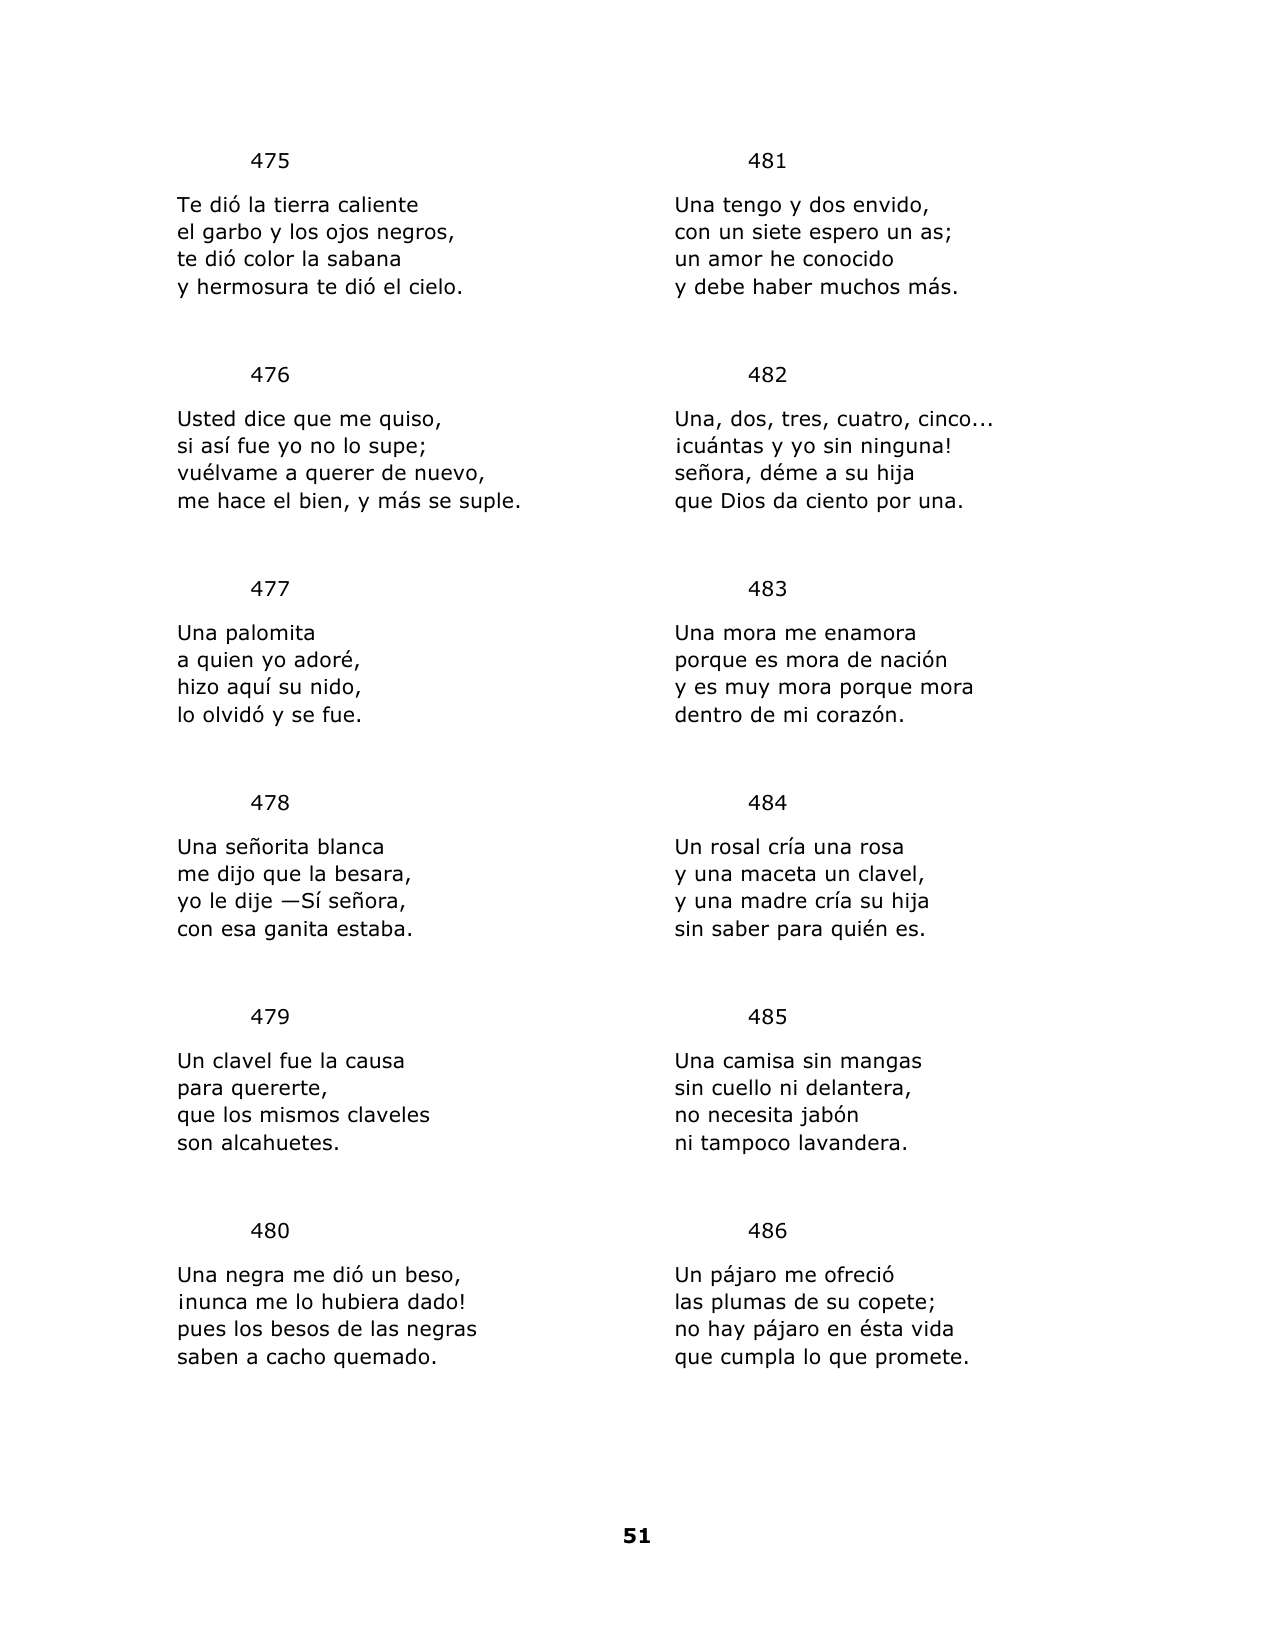 475
Te dió la tierra caliente
el garbo y los ojos negros,
te dió color la sabana
y hermosura te dió el cielo.
476
Usted dice que me quiso,
si así fue yo no lo supe;
vuélvame a querer de nuevo,
me hace el bien, y más se suple.
477
Una palomita
a quien yo adoré,
hizo aquí su nido,
lo olvidó y se fue.
478
Una señorita blanca
me dijo que la besara,
yo le dije —Sí señora,
con esa ganita estaba.
479
Un clavel fue la causa
para quererte,
que los mismos claveles
son alcahuetes.
480
Una negra me dió un beso,
¡nunca me lo hubiera dado!
pues los besos de las negras
saben a cacho quemado.
481
Una tengo y dos envido,
con un siete espero un as;
un amor he conocido
y debe haber muchos más.
482
Una, dos, tres, cuatro, cinco...
¡cuántas y yo sin ninguna!
señora, déme a su hija
que Dios da ciento por una.
483
Una mora me enamora
porque es mora de nación
y es muy mora porque mora
dentro de mi corazón.
484
Un rosal cría una rosa
y una maceta un clavel,
y una madre cría su hija
sin saber para quién es.
485
Una camisa sin mangas
sin cuello ni delantera,
no necesita jabón
ni tampoco lavandera.
486
Un pájaro me ofreció
las plumas de su copete;
no hay pájaro en ésta vida
que cumpla lo que promete.
51